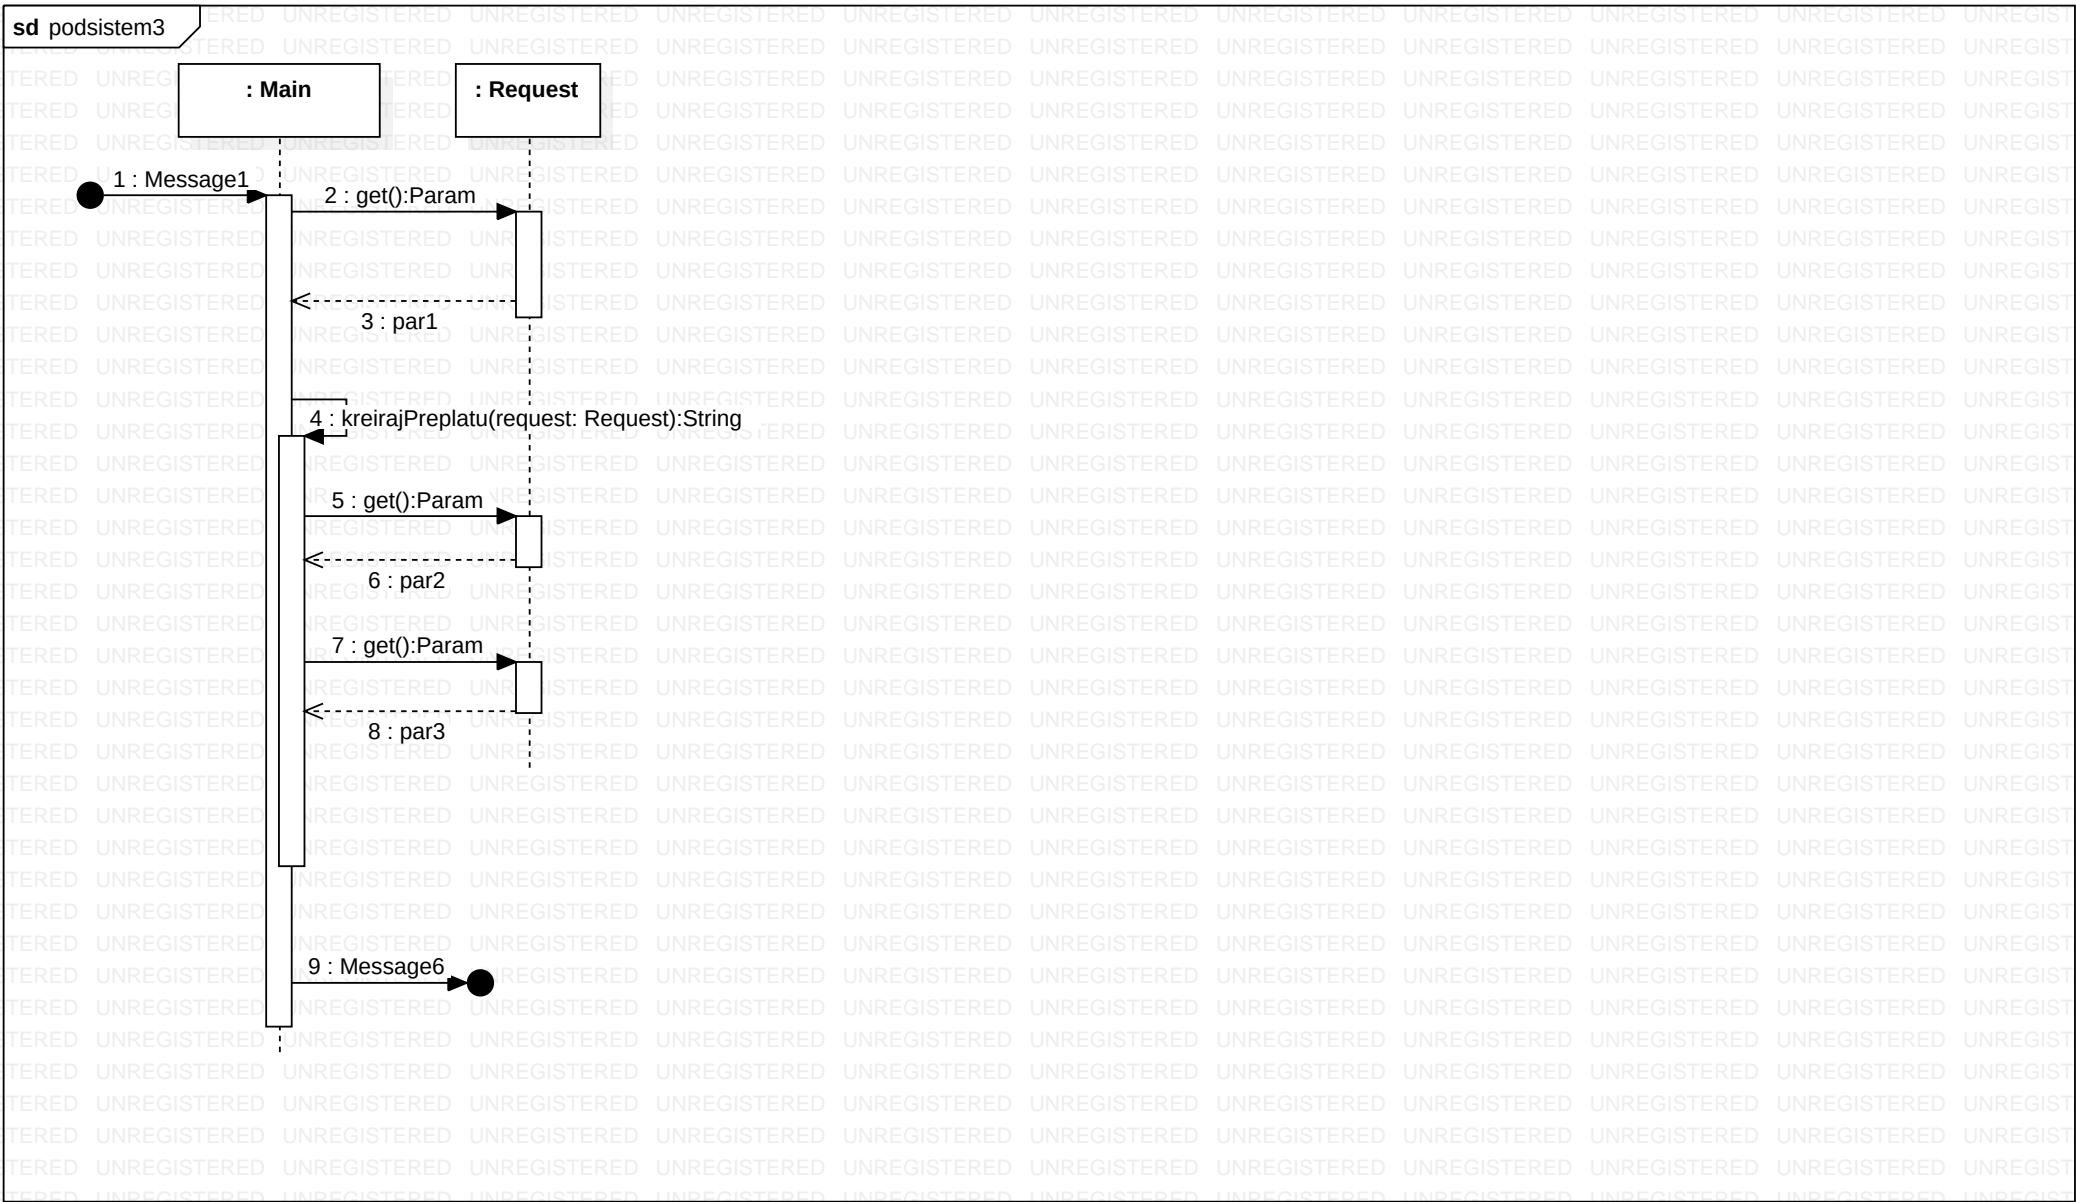 sd podsistem3
: Main
: Request
1 : Message1
2 : get():Param
3 : par1
4 : kreirajPreplatu(request: Request):String
5 : get():Param
6 : par2
7 : get():Param
8 : par3
9 : Message6
UNREGISTERED